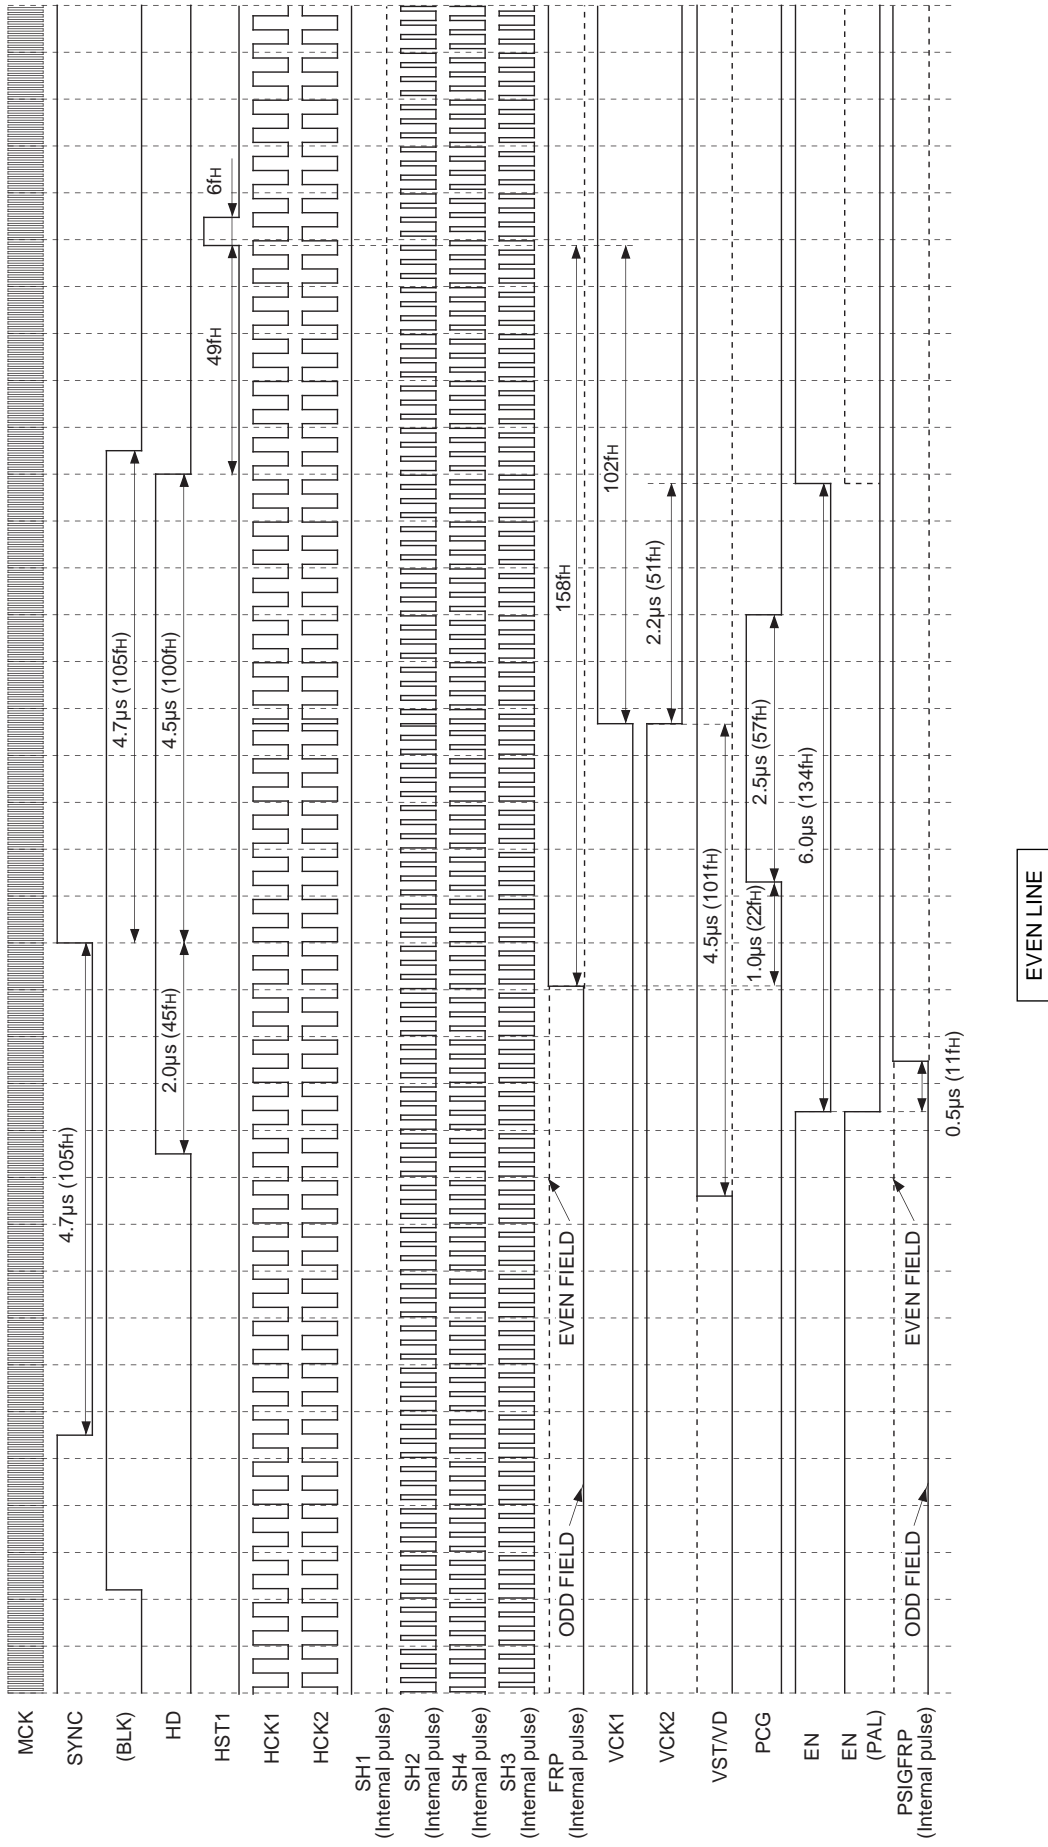 MCK
SYNC
4.7µs (105fH)
(BLK)
4.7µs (105fH)
HD
2.0µs (45fH)
4.5µs (100fH)
HST1
49fH
6fH
HCK1
HCK2
SH1
(Internal pulse)
SH2
(Internal pulse)
SH4
(Internal pulse)
SH3
(Internal pulse)
FRP
(Internal pulse)
ODD FIELD
EVEN FIELD
158fH
VCK1
102fH
VCK2
2.2µs (51fH)
VST/VD
4.5µs (101fH)
PCG
1.0µs (22fH)
2.5µs (57fH)
EN
6.0µs (134fH)
EN
(PAL)
PSIGFRP
(Internal pulse)
ODD FIELD
EVEN FIELD
0.5µs (11fH)
EVEN LINE